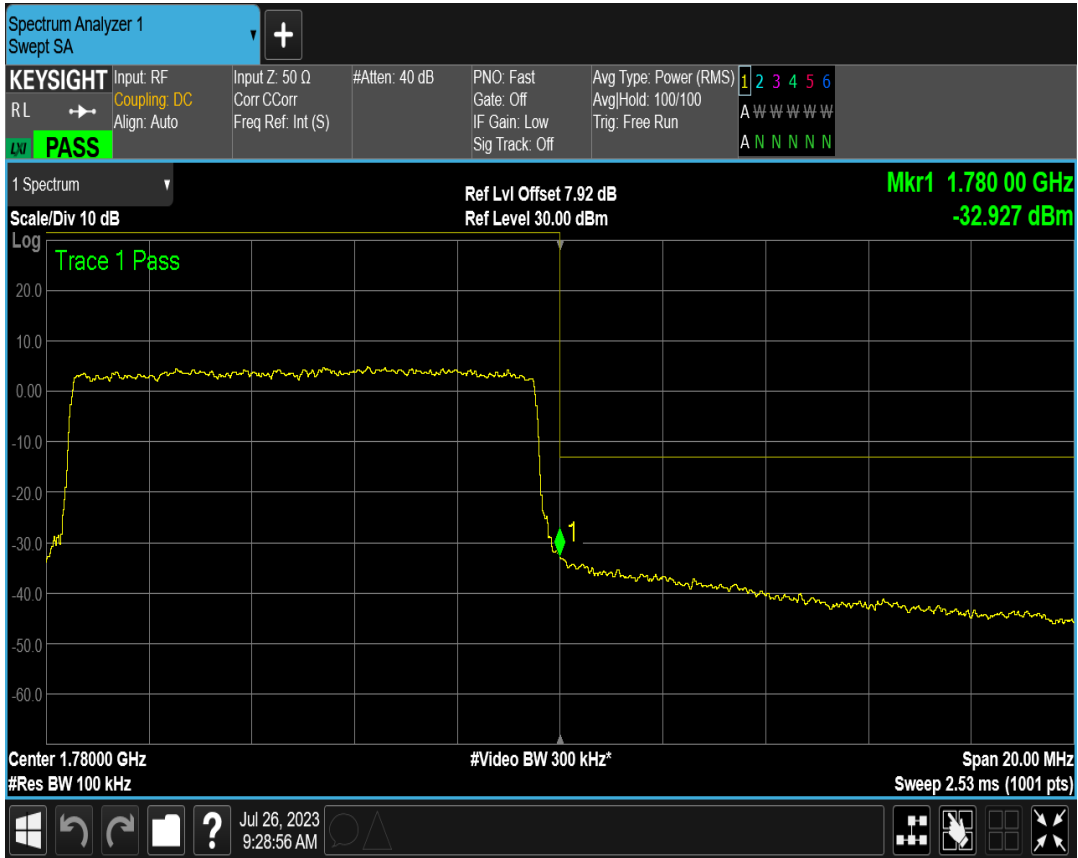 Spectrum Analyzer 1
Swept SA
+
KEYSIGHT
R L
LXI PASS
Input: RF
Coupling: DC
Align: Auto
Input Z: 50 Ω
Corr CCorr
Freq Ref: Int (S)
#Atten: 40 dB
PNO: Fast
Gate: Off
IF Gain: Low
Sig Track: Off
Avg Type: Power (RMS)
Avg|Hold: 100/100
Trig: Free Run
1 2 3 4 5 6
A W W W W W
A N N N N N
1 Spectrum
Scale/Div 10 dB
Ref Lvl Offset 7.92 dB
Ref Level 30.00 dBm
Mkr1 1.780 00 GHz
-32.927 dBm
Log
Trace 1 Pass
20.0
10.0
0.00
-10.0
-20.0
1
-30.0
-40.0
-50.0
-60.0
Center 1.78000 GHz
#Video BW 300 kHz*
Span 20.00 MHz
#Res BW 100 kHz
Sweep 2.53 ms (1001 pts)
?
Jul 26, 2023
9:28:56 AM